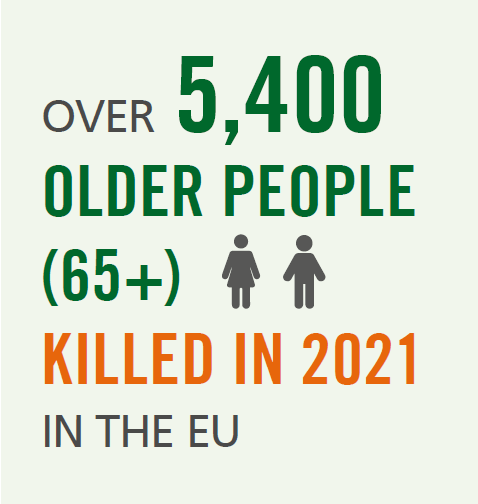 OVER 5,400
OLDER PEOPLE
(65+)
KILLED IN 2021
IN THE EU